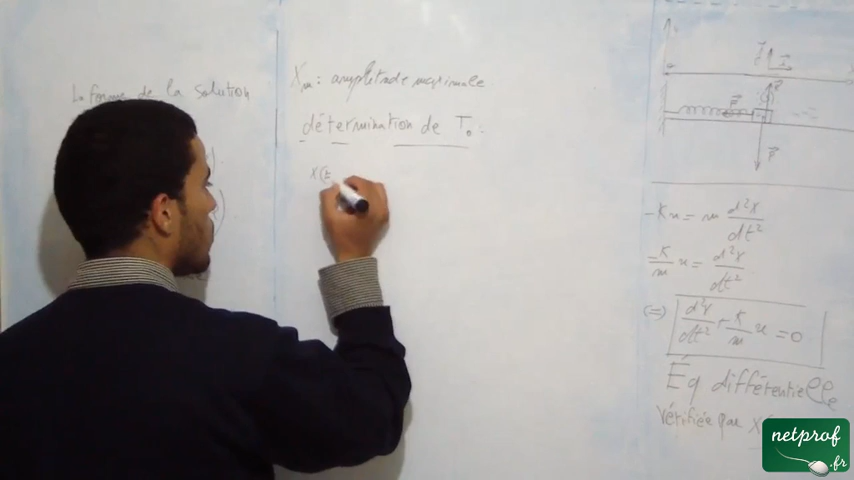 La forme de la solution
Xm : amplitude maximale
détermination de T₀ :
x(t
-Kx = m d²x/dt²
-K/m x = d²x/dt²
(=) d²x/dt² + K/m x = 0
Éq différentielle
Vérifiée par x
netprof
.fr